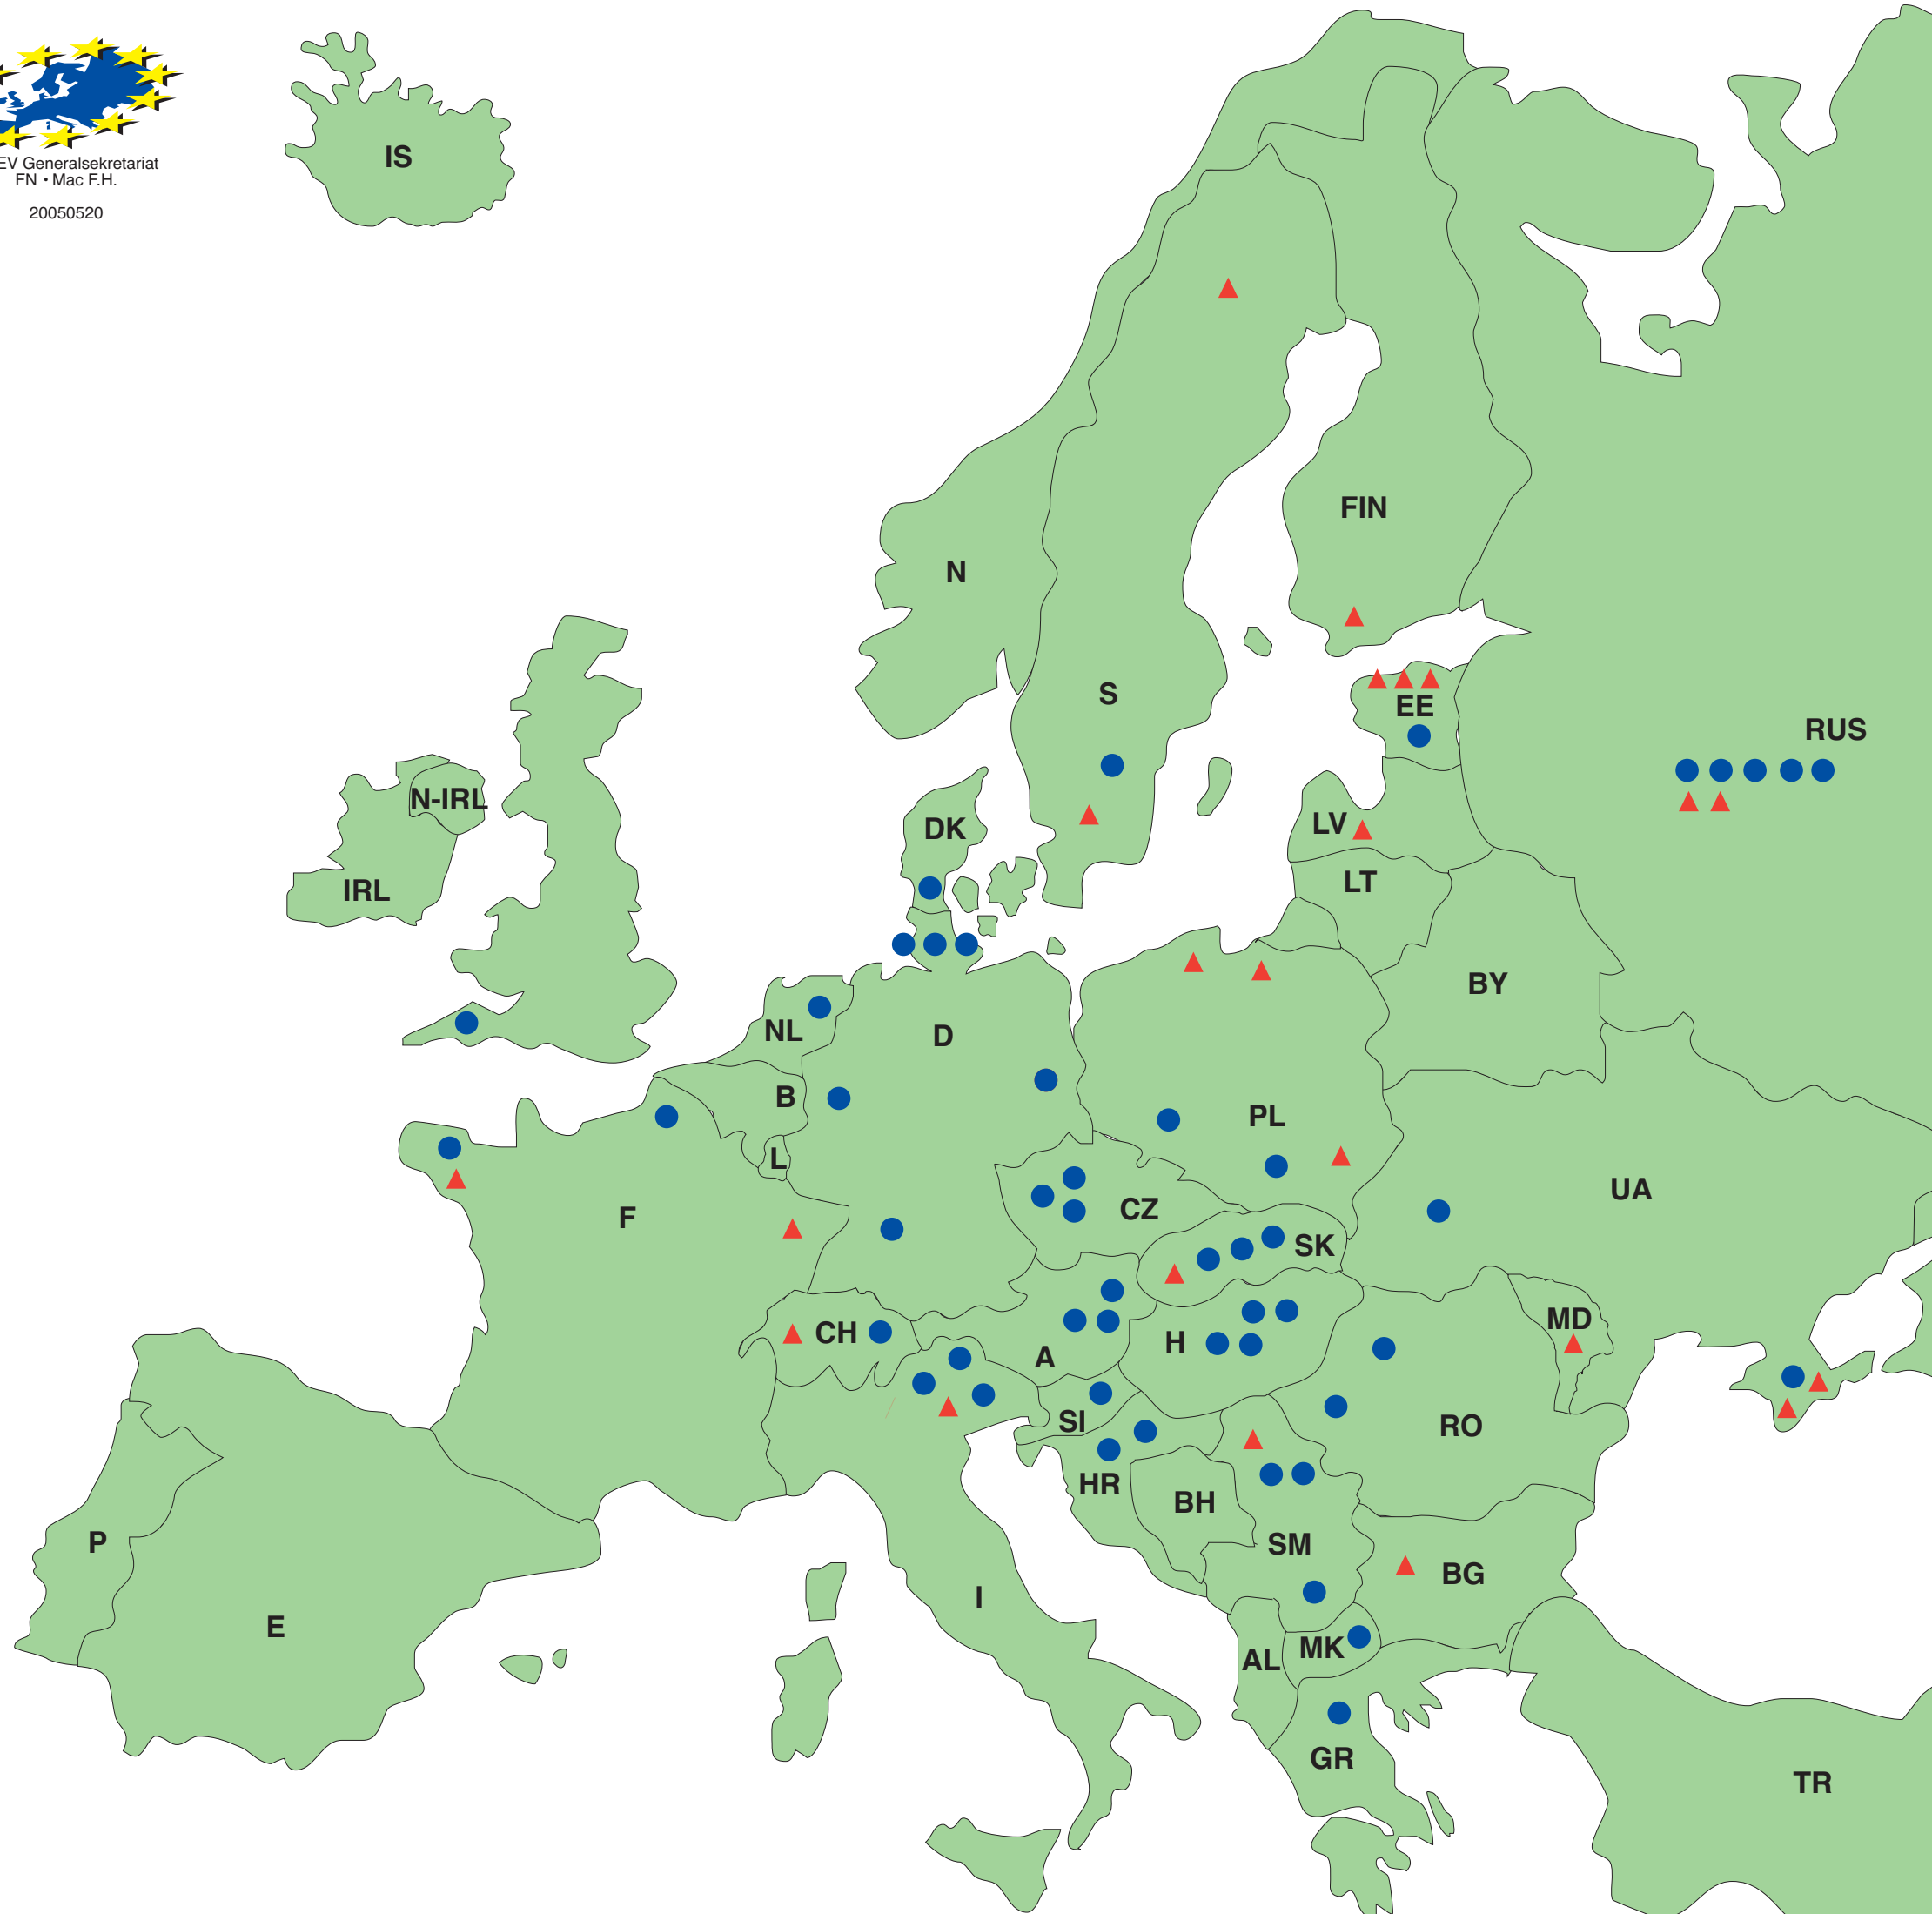 EV Generalsekretariat
FN • Mac F.H.
20050520
IS
FIN
N
S
EE
RUS
N-IRL
DK
LV
LT
IRL
BY
NL
D
B
PL
L
UA
F
CZ
SK
MD
CH
H
A
SI
RO
HR
BH
P
SM
BG
I
E
MK
AL
GR
TR